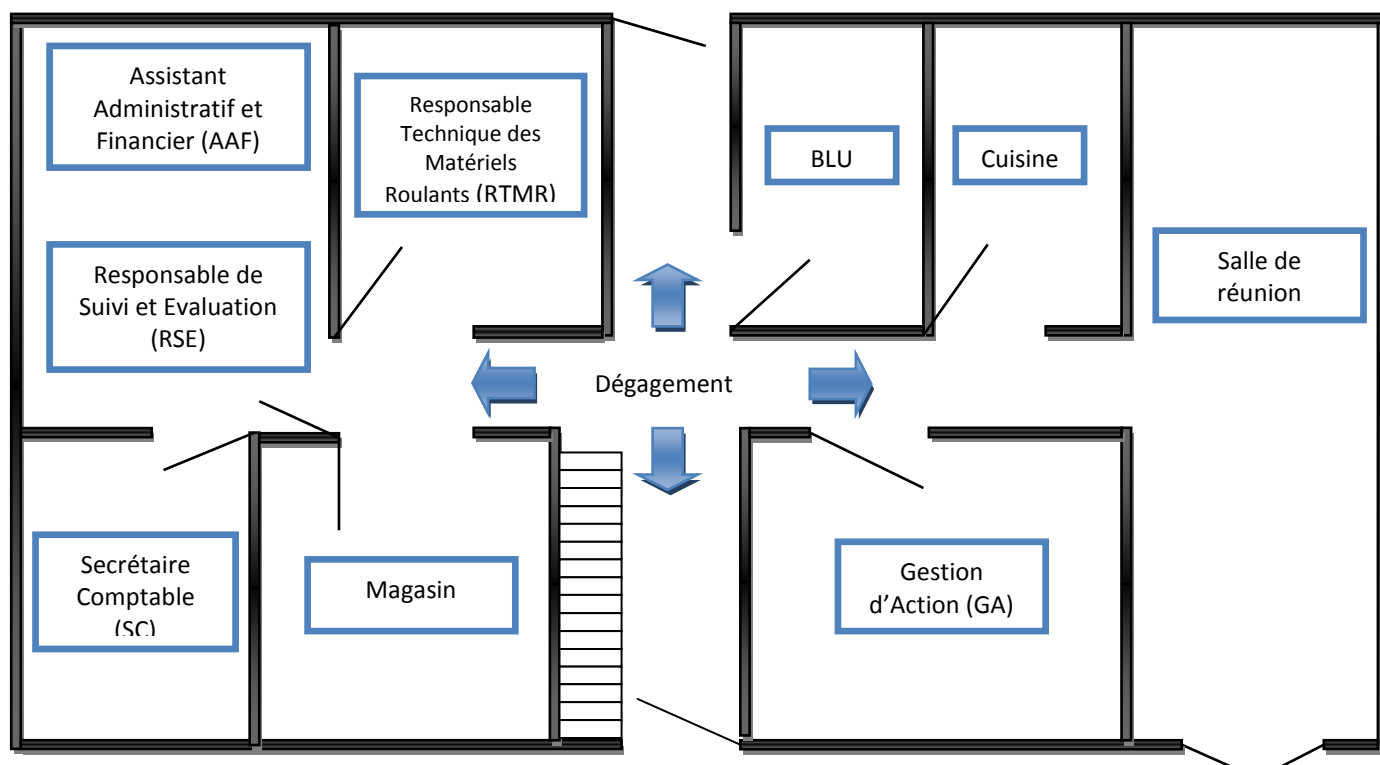 Assistant
Administratif et
Financier (AAF)
Responsable
Technique des
Matériels
Roulants (RTMR)
BLU
Cuisine
Responsable de
Suivi et Evaluation
(RSE)
Salle de
réunion
Dégagement
Secrétaire
Comptable
(SC)
Magasin
Gestion
d’Action (GA)